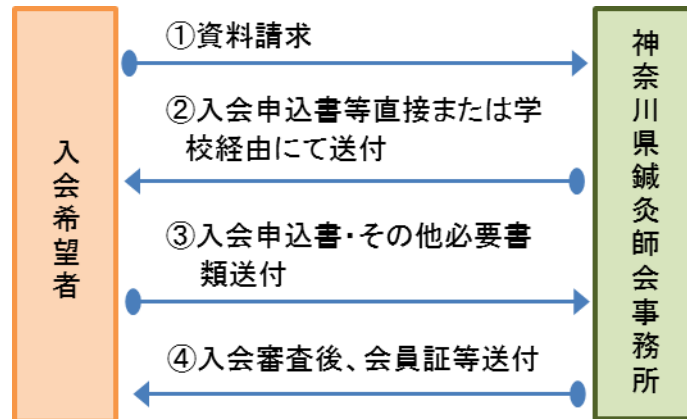 入会希望者
①資料請求
②入会申込書等直接または学
校経由にて送付
③入会申込書・その他必要書
類送付
④入会審査後、会員証等送付
神奈川県鍼灸師会事務所